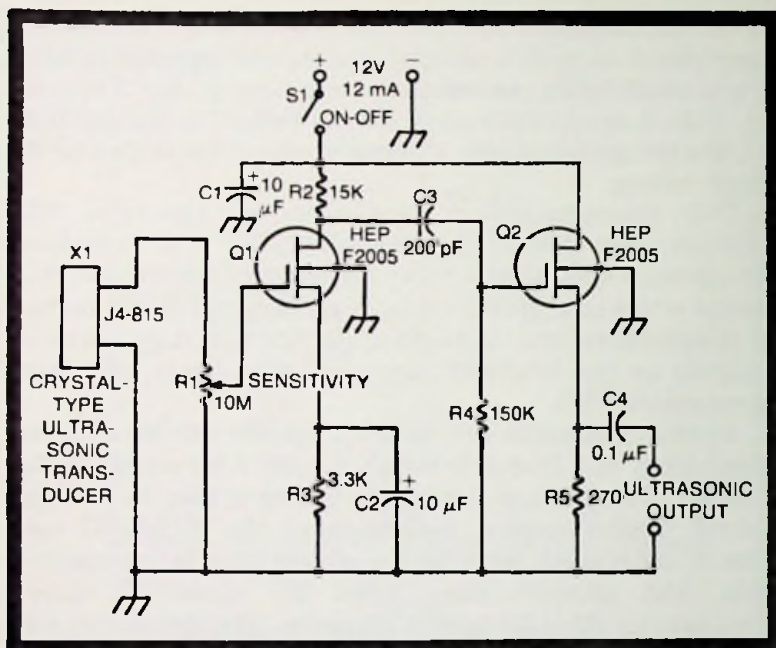 + 12V -
12 mA
S1
ON-OFF
C1
+
10
μF
R2 15K
C3
200 pF
Q1
HEP
F2005
Q2
HEP
F2005
X1
J4-815
CRYSTAL-
TYPE
ULTRA-
SONIC
TRANS-
DUCER
R1
10M
SENSITIVITY
R4 150K
C4
0.1 μF
R3 3.3K
C2
+
10 μF
R5 270
ULTRASONIC
OUTPUT